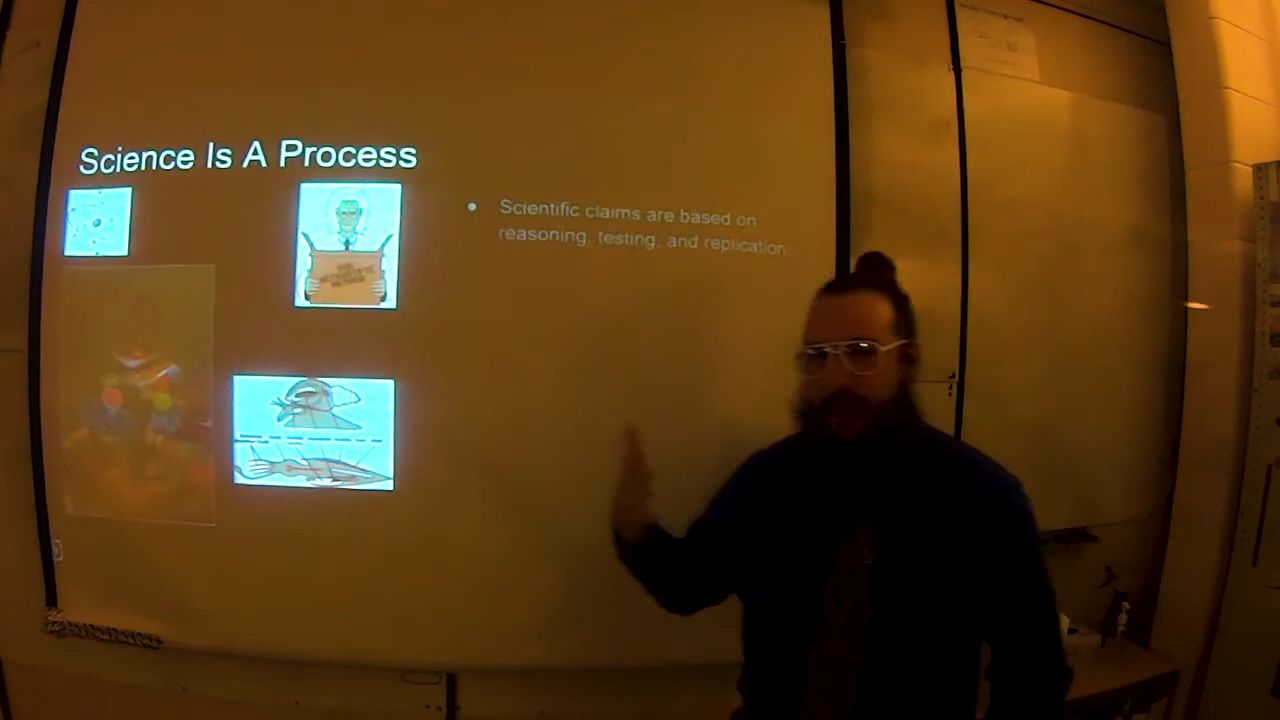 Science Is A Process
Scientific claims are based on
reasoning, testing, and replication